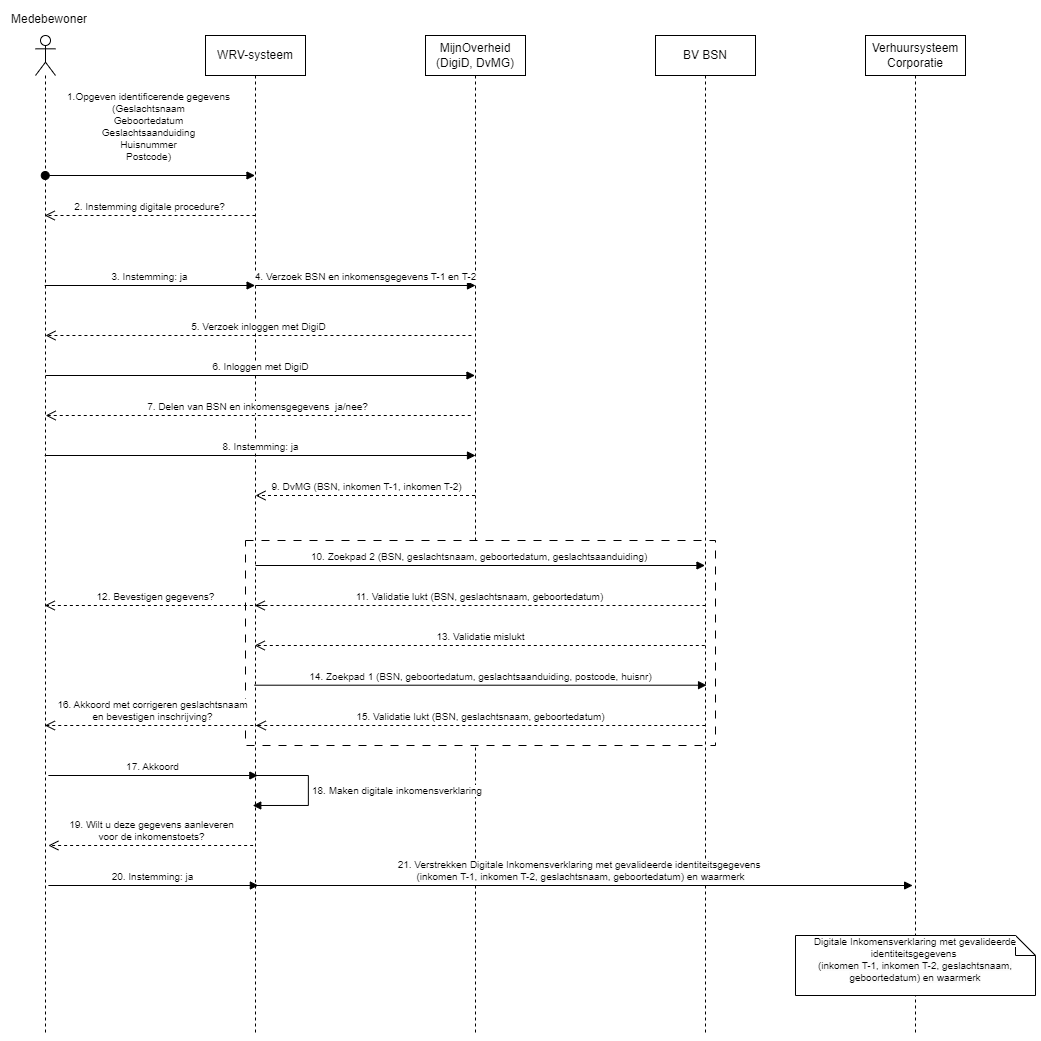 Medebewoner
WRV-systeem
MijnOverheid
(DigiD, DvMG)
BV BSN
Verhuursysteem
Corporatie
1.Opgeven identificerende gegevens
(Geslachtsnaam
Geboortedatum
Geslachtsaanduiding
Huisnummer
Postcode)
2. Instemming digitale procedure?
3. Instemming: ja
4. Verzoek BSN en inkomensgegevens T-1 en T-2
5. Verzoek inloggen met DigiD
6. Inloggen met DigiD
7. Delen van BSN en inkomensgegevens ja/nee?
8. Instemming: ja
9. DvMG (BSN, inkomen T-1, inkomen T-2)
10. Zoekpad 2 (BSN, geslachtsnaam, geboortedatum, geslachtsaanduiding)
12. Bevestigen gegevens?
11. Validatie lukt (BSN, geslachtsnaam, geboortedatum)
13. Validatie mislukt
14. Zoekpad 1 (BSN, geboortedatum, geslachtsaanduiding, postcode, huisnr)
16. Akkoord met corrigeren geslachtsnaam
en bevestigen inschrijving?
15. Validatie lukt (BSN, geslachtsnaam, geboortedatum)
17. Akkoord
18. Maken digitale inkomensverklaring
19. Wilt u deze gegevens aanleveren
voor de inkomenstoets?
20. Instemming: ja
21. Verstrekken Digitale Inkomensverklaring met gevalideerde identiteitsgegevens
(inkomen T-1, inkomen T-2, geslachtsnaam, geboortedatum) en waarmerk
Digitale Inkomensverklaring met gevalideerde
identiteitsgegevens
(inkomen T-1, inkomen T-2, geslachtsnaam,
geboortedatum) en waarmerk